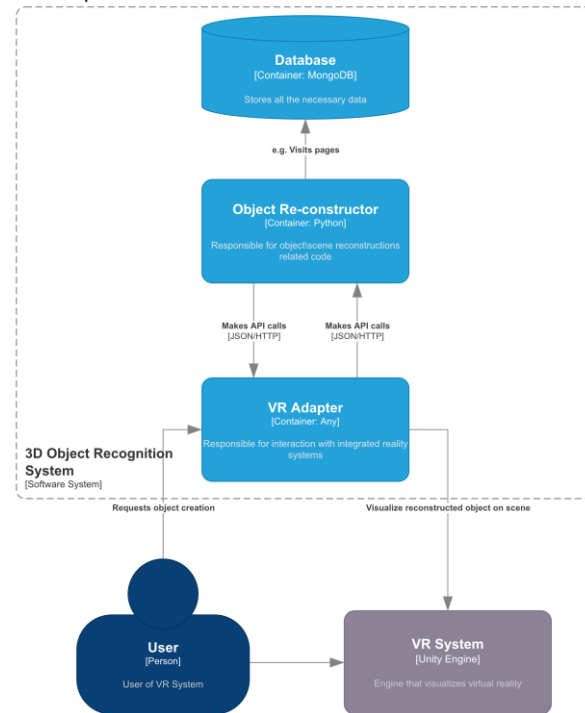 Database
[Container: MongoDB]
Stores all the necessary data
e.g. Visits pages
Object Re-constructor
[Container: Python]
Responsible for object\scene reconstructions
related code
Makes API calls
[JSON/HTTP]
Makes API calls
[JSON/HTTP]
VR Adapter
[Container: Any]
Responsible for interaction with integrated reality
systems
3D Object Recognition
System
[Software System]
Requests object creation
Visualize reconstructed object on scene
User
[Person]
User of VR System
VR System
[Unity Engine]
Engine that visualizes virtual reality